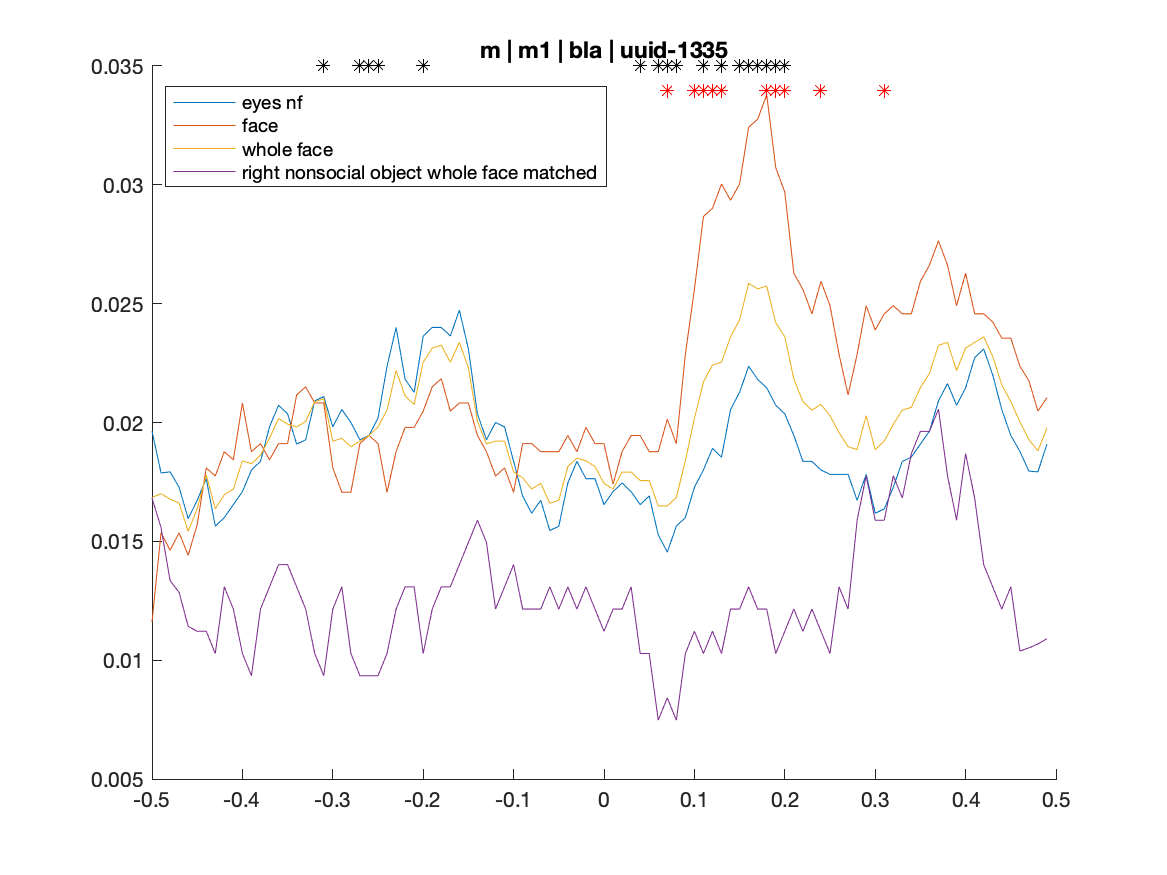 m | m1 | bla | uuid-1335
0.035
eyes nf
face
whole face
right nonsocial object whole face matched
0.03
0.025
0.02
0.015
0.01
0.005
-0.5 -0.4 -0.3 -0.2 -0.1 0 0.1 0.2 0.3 0.4 0.5